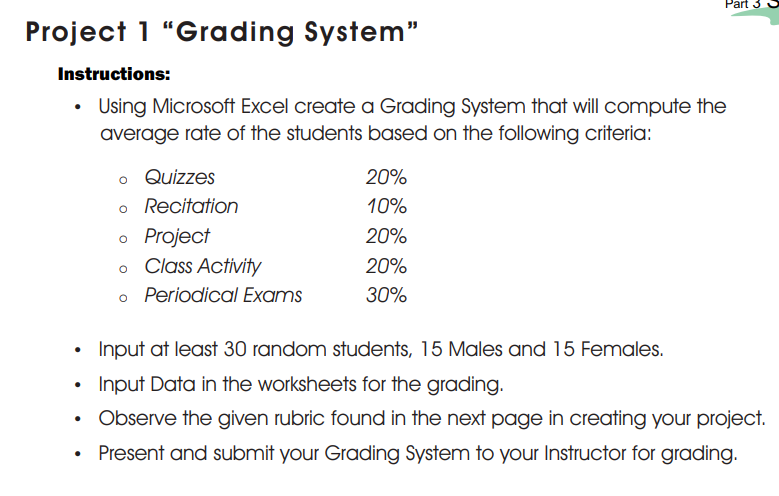 Part 3 S
Project 1 “Grading System”
Instructions:
• Using Microsoft Excel create a Grading System that will compute the
average rate of the students based on the following criteria:
o Quizzes 20%
o Recitation 10%
o Project 20%
o Class Activity 20%
o Periodical Exams 30%
• Input at least 30 random students, 15 Males and 15 Females.
• Input Data in the worksheets for the grading.
• Observe the given rubric found in the next page in creating your project.
• Present and submit your Grading System to your Instructor for grading.